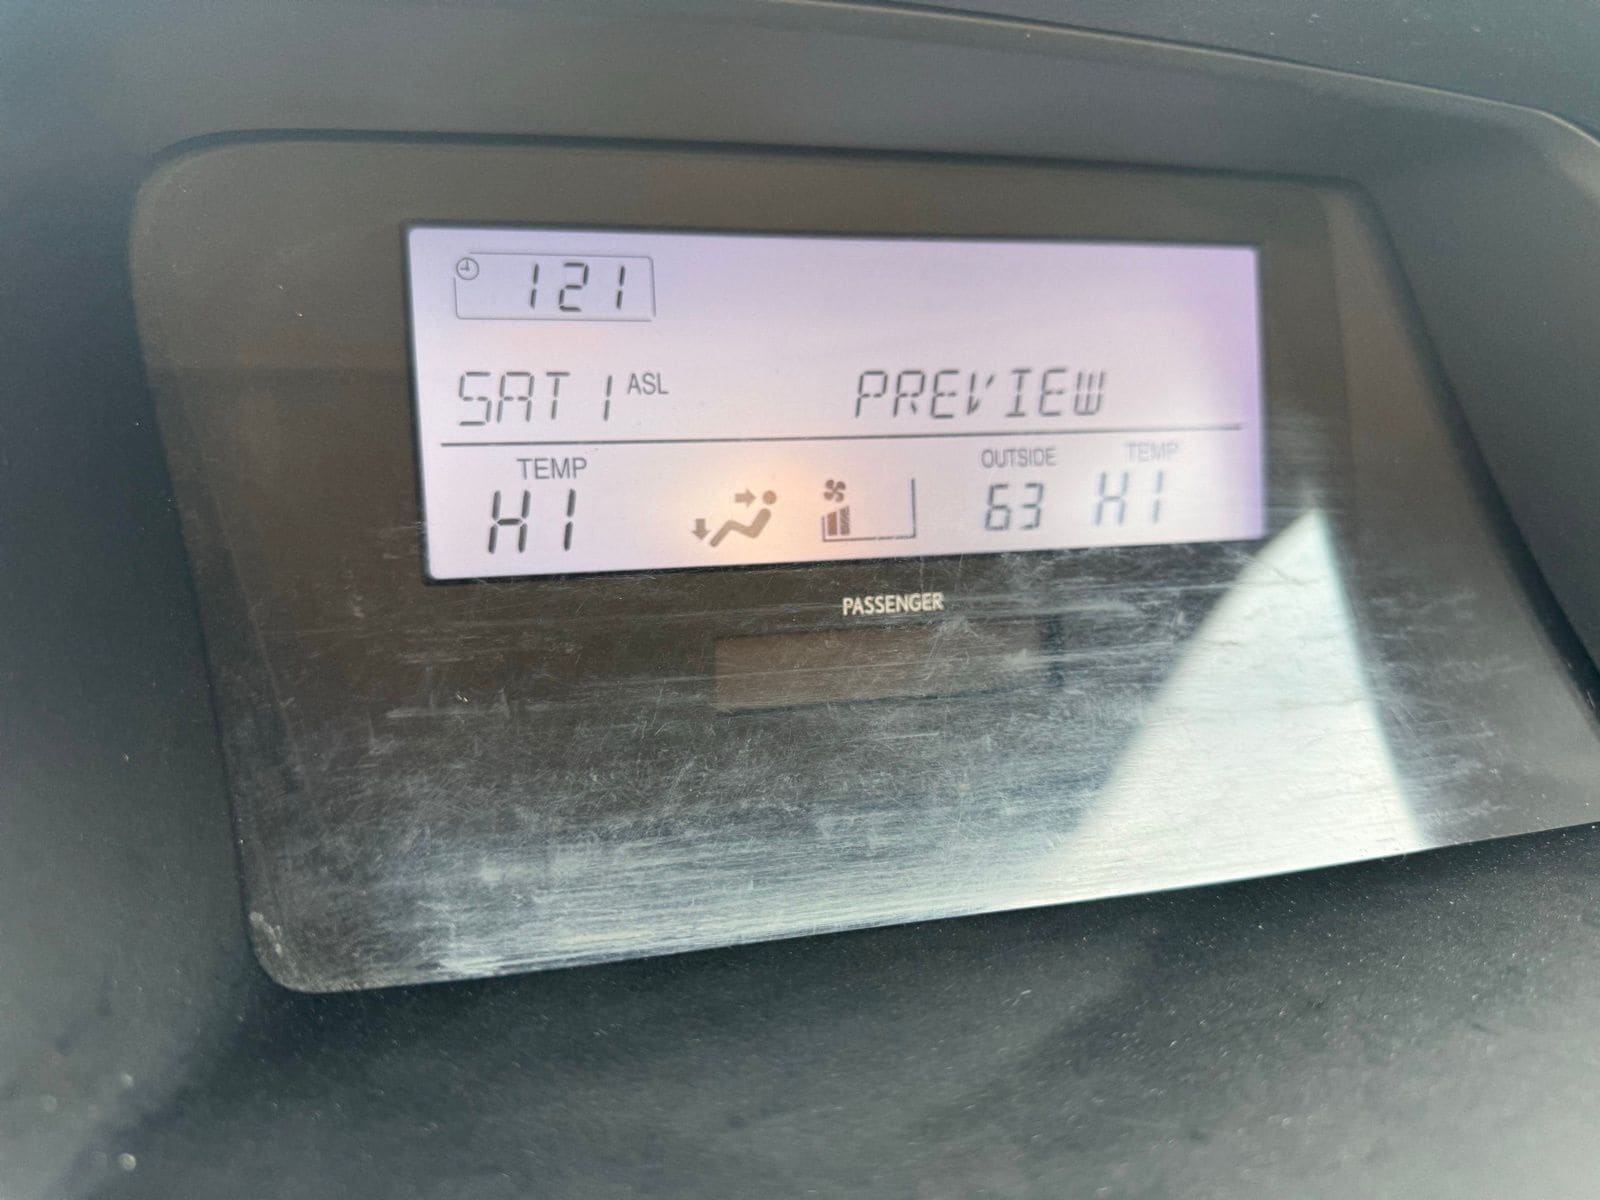 121
SAT 1 ASL PREVIEW
TEMP OUTSIDE TEMP
HI 63 HI
PASSENGER